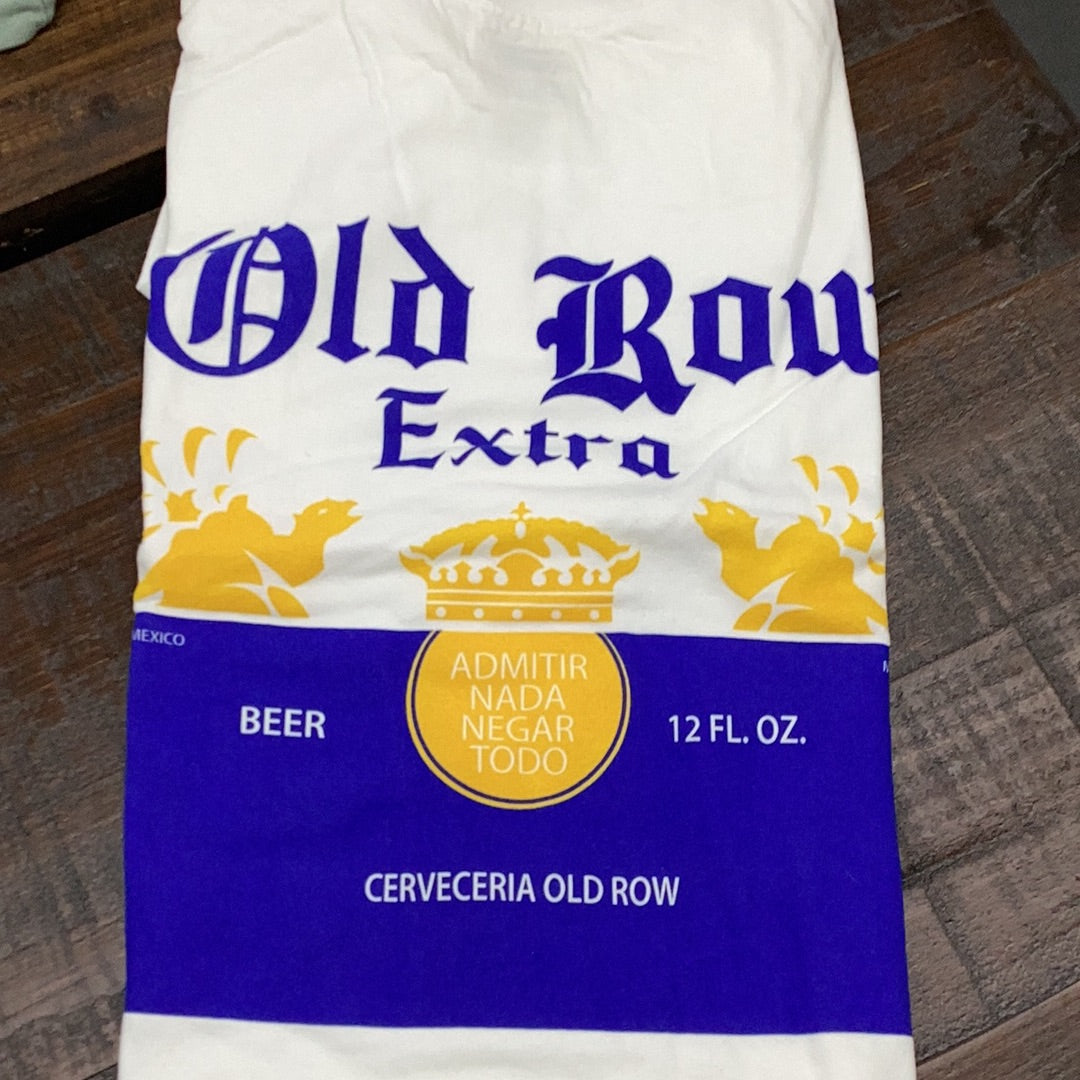 Old Row
Extra
MEXICO
BEER
ADMITIR
NADA
NEGAR
TODO
12 FL. OZ.
CERVECERIA OLD ROW